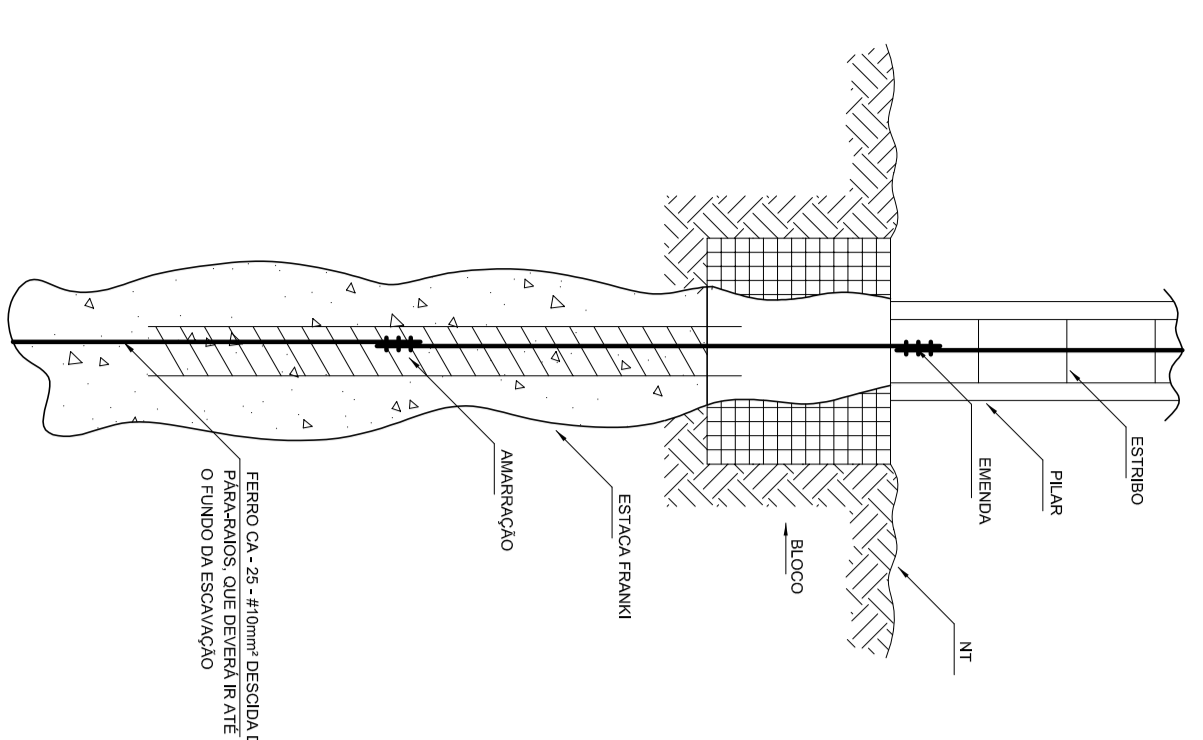 ESTRIBO
PILAR
EMENDA
NT
BLOCO
ESTACA FRANKI
AMARRAÇÃO
FERRO CA - 25 - #10mm² DESCIDA
PÁRA-RAIOS, QUE DEVERÁ IR ATÉ
O FUNDO DA ESCAVAÇÃO